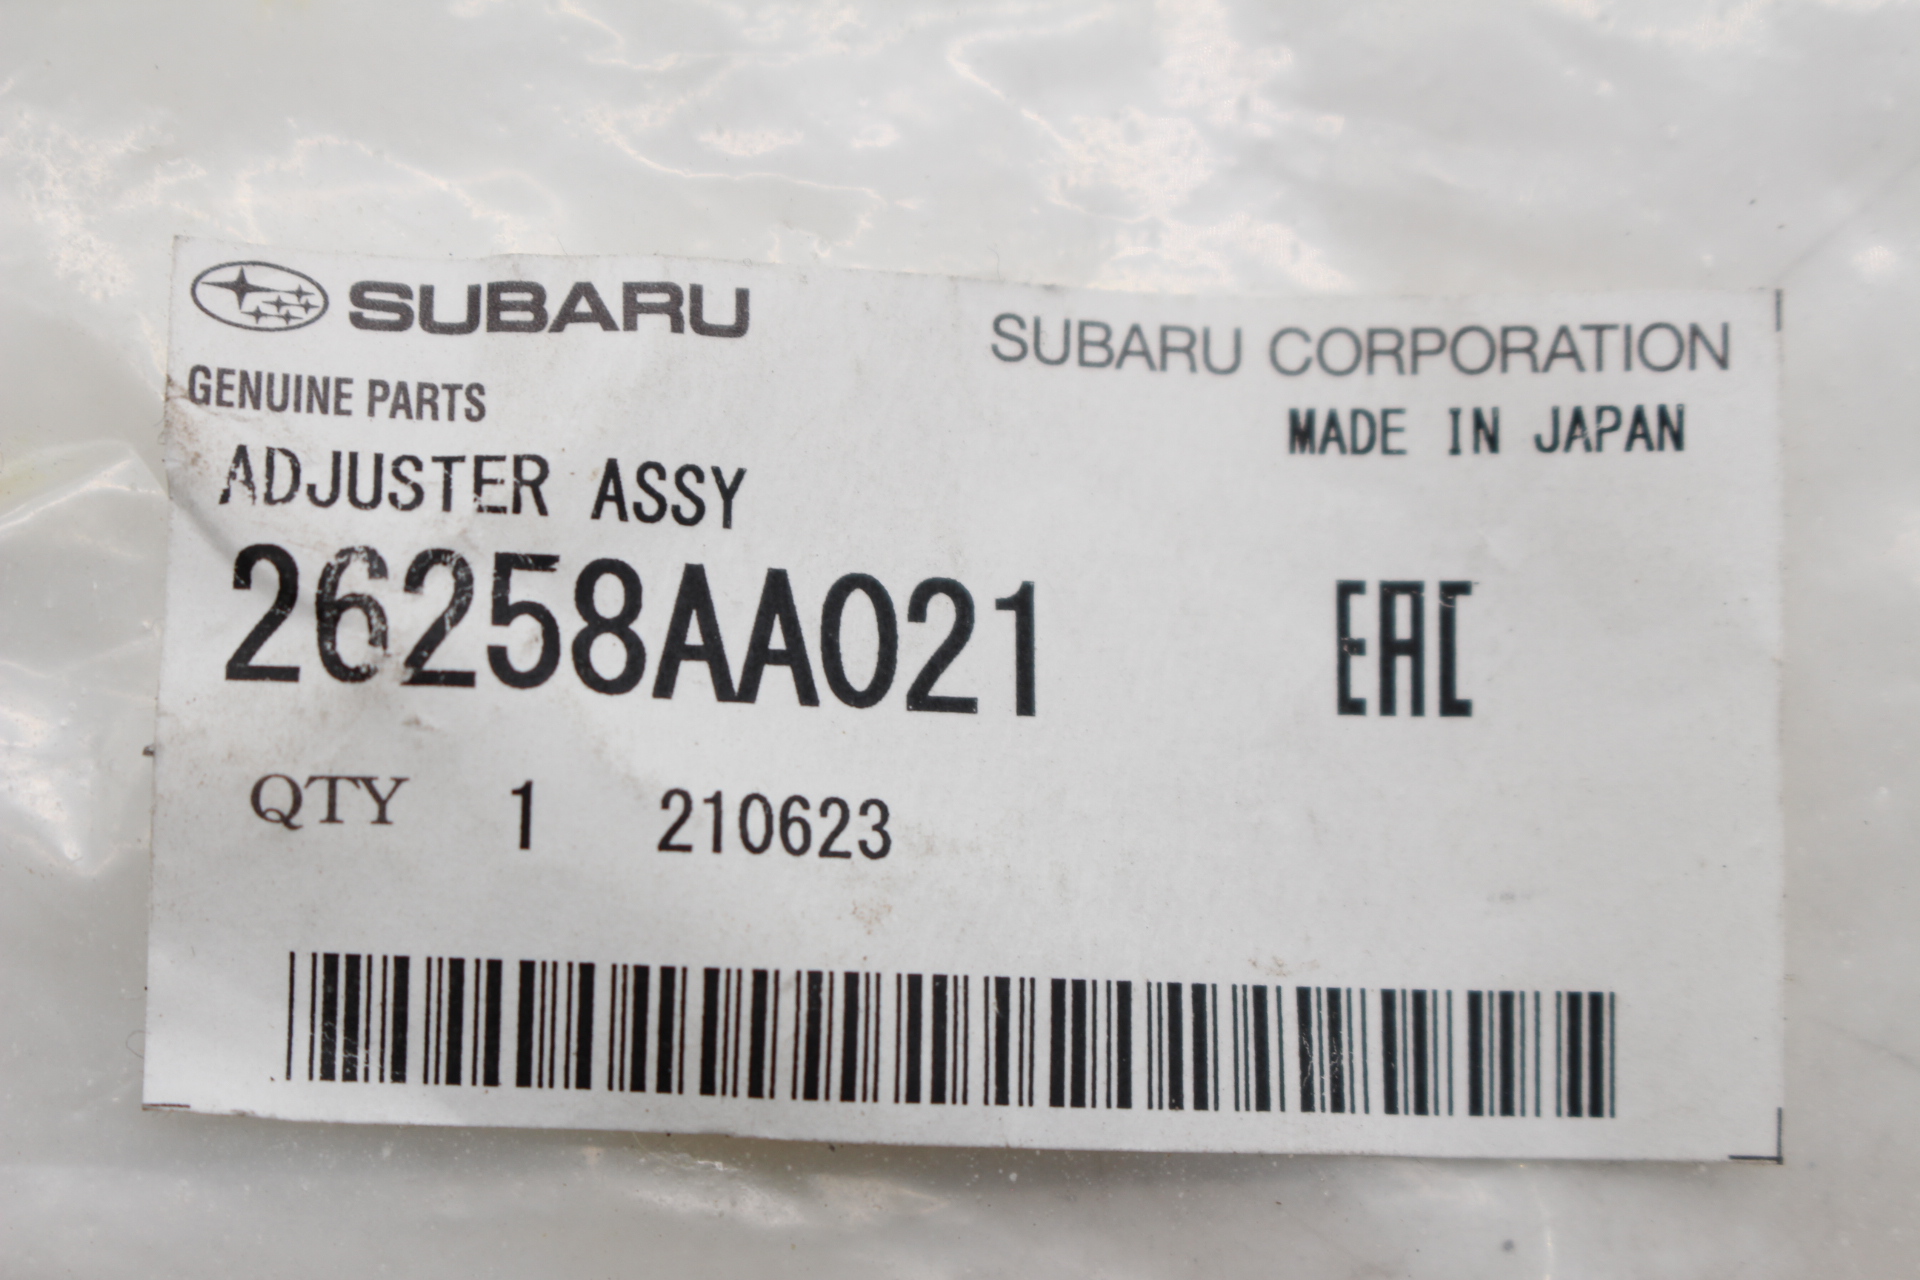 SUBARU
SUBARU CORPORATION
GENUINE PARTS
MADE IN JAPAN
ADJUSTER ASSY
26258AA021
EAC
QTY 1 210623